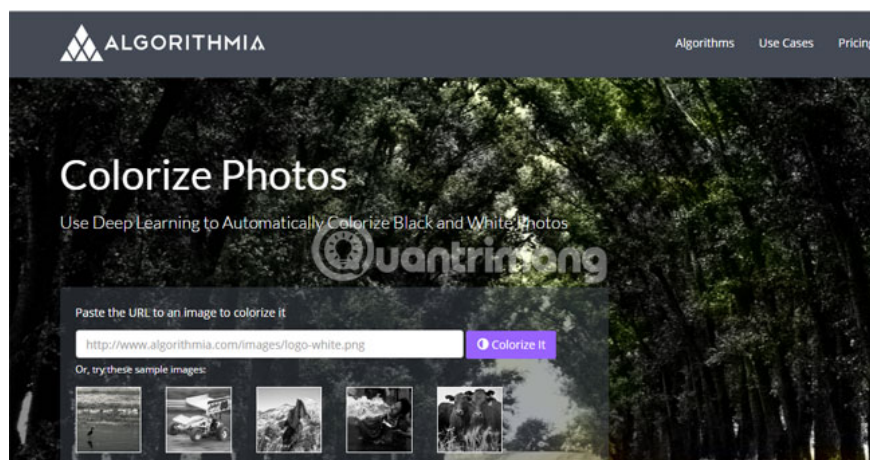 ALGORITHMIA
Algorithms Use Cases Pricing
Colorize Photos
Use Deep Learning to Automatically Colorize Black and White Photos
Quantrimang
Paste the URL to an image to colorize it
http://www.algorithmia.com/images/logo-white.png
Colorize It
Or, try these sample images: